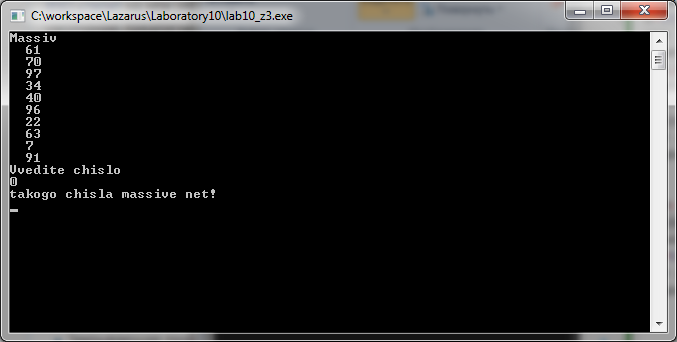 C:\workspace\Lazarus\Laboratory10\lab10_z3.exe
Massiv
61
70
97
34
40
96
22
63
7
91
Vvedite chislo
0
takogo chisla massive net!